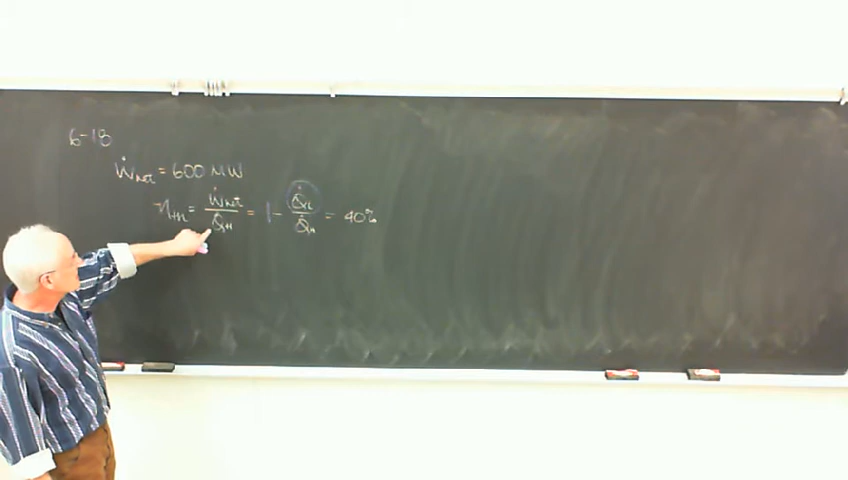 6-18
Ẇnet = 600 MW
ηth = Ẇnet / Q̇H = 1 - Q̇L / Q̇H = 40%